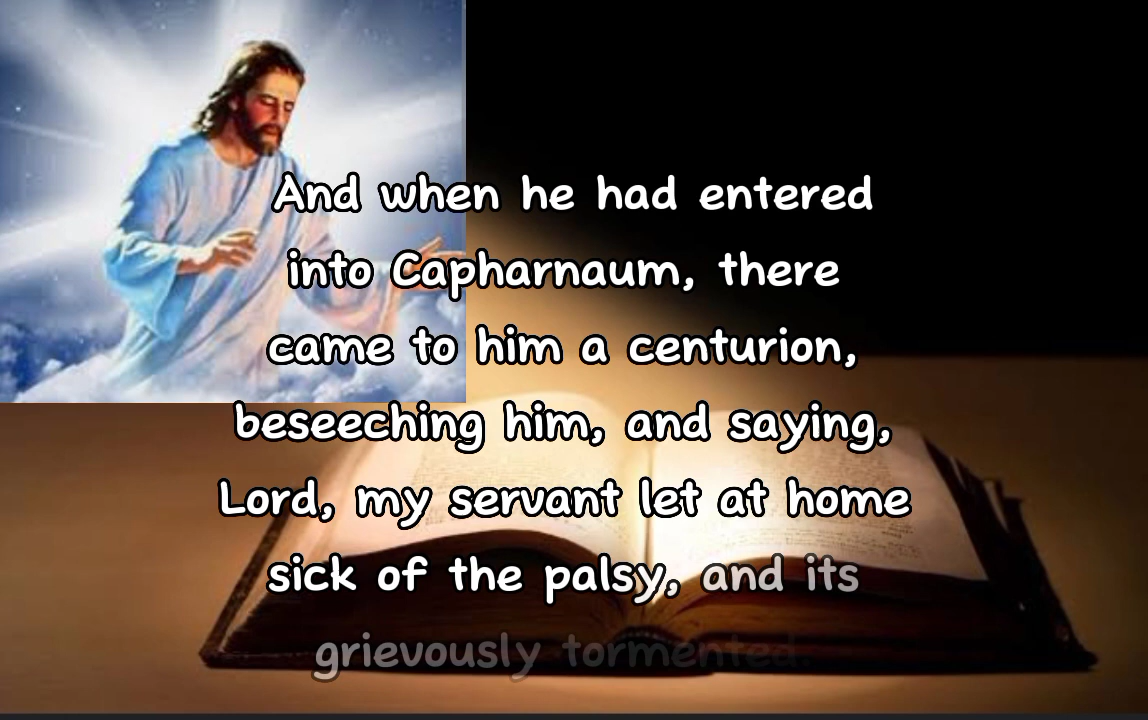 And when he had entered
into Capharnaum, there
came to him a centurion,
beseeching him, and saying,
Lord, my servant let at home
sick of the palsy, and its
grievously tormented.